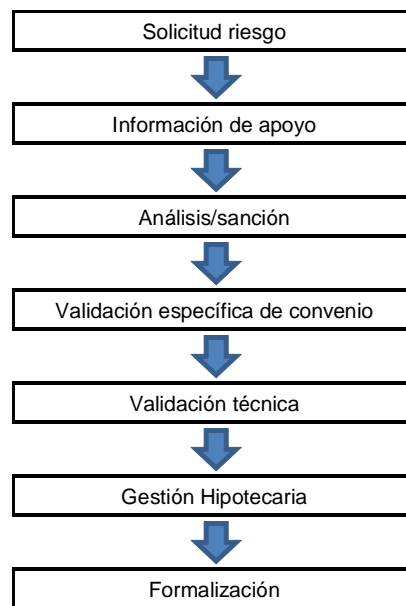 Solicitud riesgo
Información de apoyo
Análisis/sanción
Validación específica de convenio
Validación técnica
Gestión Hipotecaria
Formalización